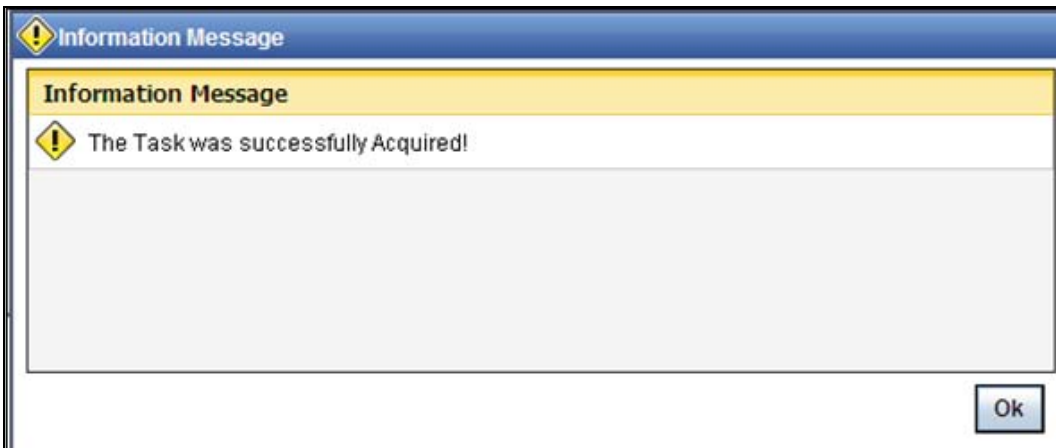 Information Message
Information Message
The Task was successfully Acquired!
Ok